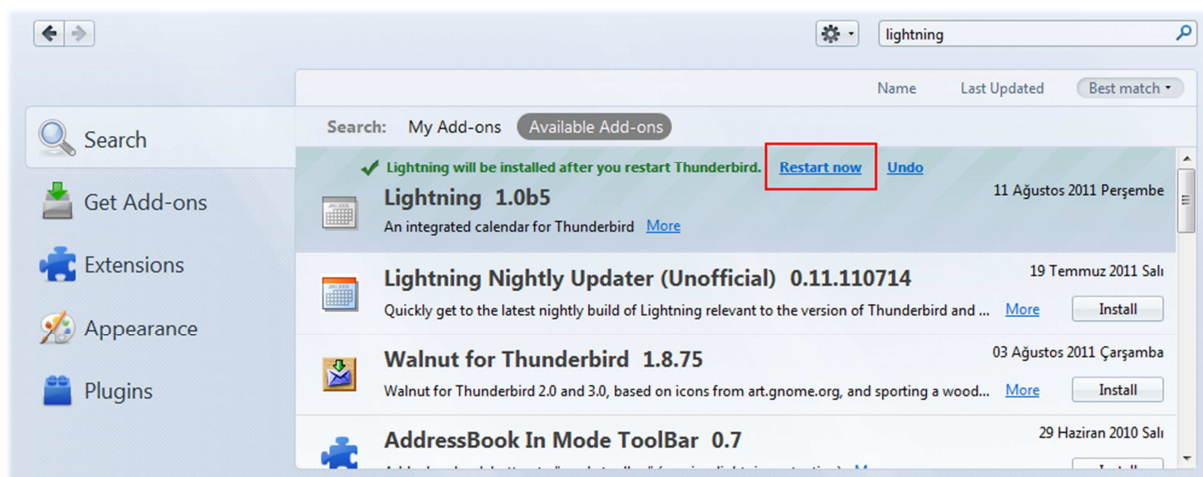 lightning
Name Last Updated Best match
Search
Search: My Add-ons Available Add-ons
Lightning will be installed after you restart Thunderbird. Restart now Undo
Lightning 1.0b5 11 Ağustos 2011 Perşembe
An integrated calendar for Thunderbird More
Get Add-ons
Extensions
Lightning Nightly Updater (Unofficial) 0.11.110714 19 Temmuz 2011 Salı
Quickly get to the latest nightly build of Lightning relevant to the version of Thunderbird and ... More Install
Appearance
Walnut for Thunderbird 1.8.75 03 Ağustos 2011 Çarşamba
Walnut for Thunderbird 2.0 and 3.0, based on icons from art.gnome.org, and sporting a wood... More Install
Plugins
AddressBook In Mode ToolBar 0.7 29 Haziran 2010 Salı